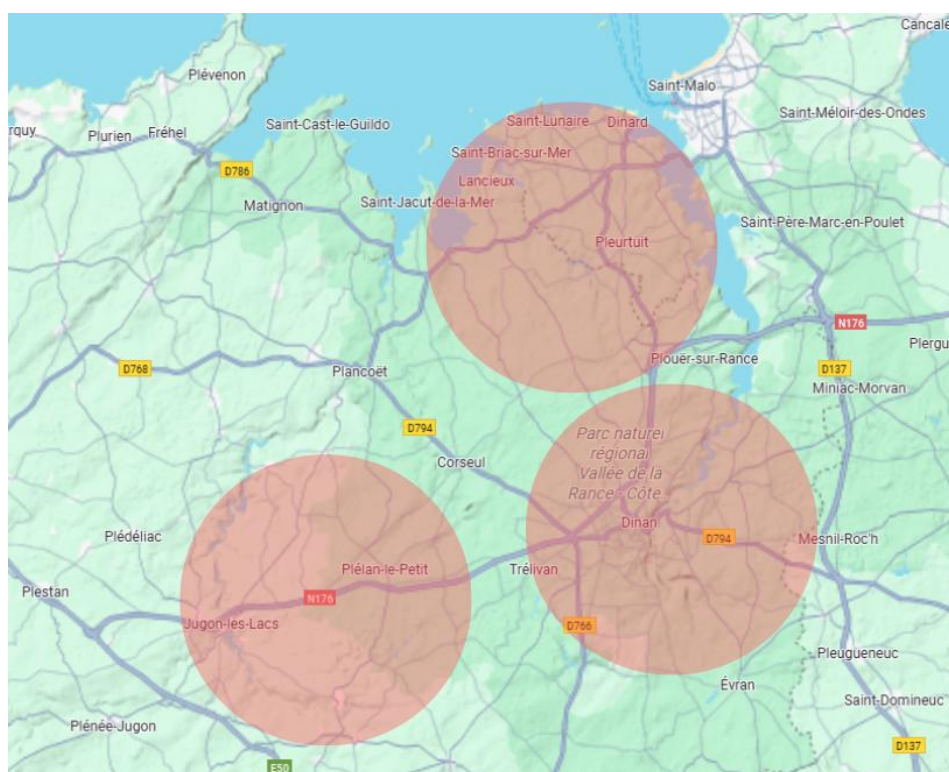 Cancale
Plévenon
Saint-Malo
Saint-Cast-le-Guildo
Saint-Lunaire
Dinard
Saint-Méloir-des-Ondes
rquy
Plurien
Fréhel
Saint-Briac-sur-Mer
D786
Lancieux
Matignon
Saint-Jacut-de-la-Mer
Saint-Père-Marc-en-Poulet
Pleurtuit
N176
Plergu
Plouër-sur-Rance
D768
Plancoët
D137
Miniac-Morvan
D794
Parc naturel
régional
Vallée de la
Rance - Côte...
Corseul
Dinan
Plédéliac
D794
Mesnil-Roc'h
Plélan-le-Petit
Trélivan
Plestan
N176
Jugon-les-Lacs
D766
Pleugueneuc
Évran
Saint-Domineuc
Plénée-Jugon
D137
E50